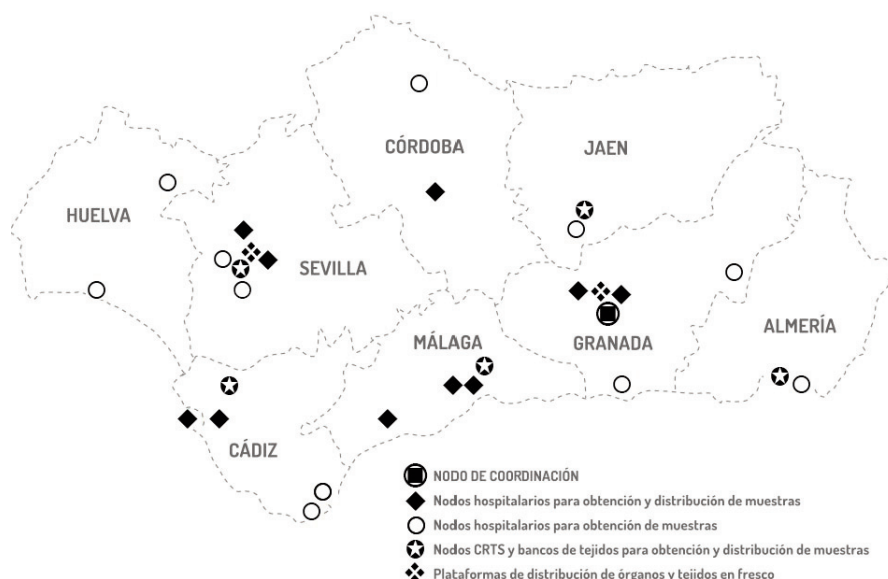 CÓRDOBA
JAEN
HUELVA
SEVILLA
MÁLAGA
GRANADA
ALMERÍA
CÁDIZ
NODO DE COORDINACIÓN
Nodos hospitalarios para obtención y distribución de muestras
Nodos hospitalarios para obtención de muestras
Nodos CRTS y bancos de tejidos para obtención y distribución de muestras
Plataformas de distribución de órganos y tejidos en fresco